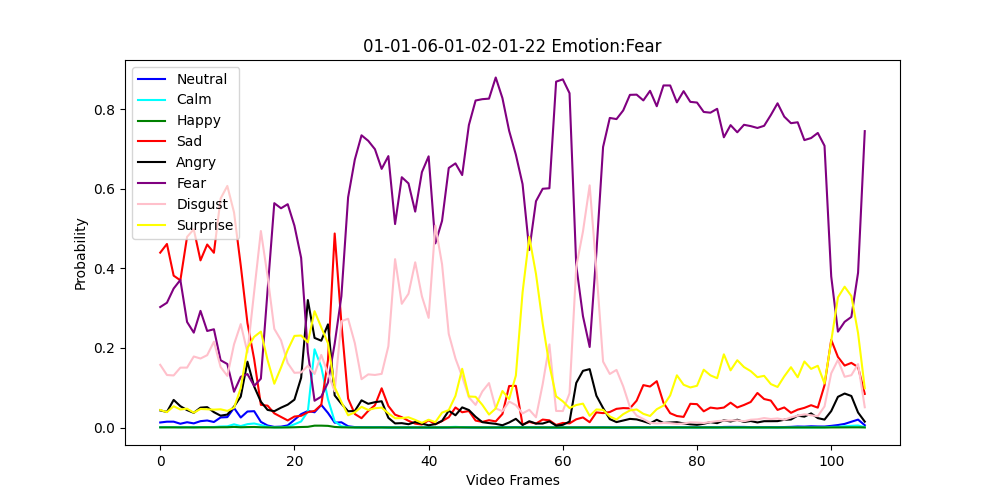 01-01-06-01-02-01-22 Emotion:Fear
Probability
0.8
0.6
0.4
0.2
0.0
Neutral
Calm
Happy
Sad
Angry
Fear
Disgust
Surprise
0 20 40 60 80 100
Video Frames